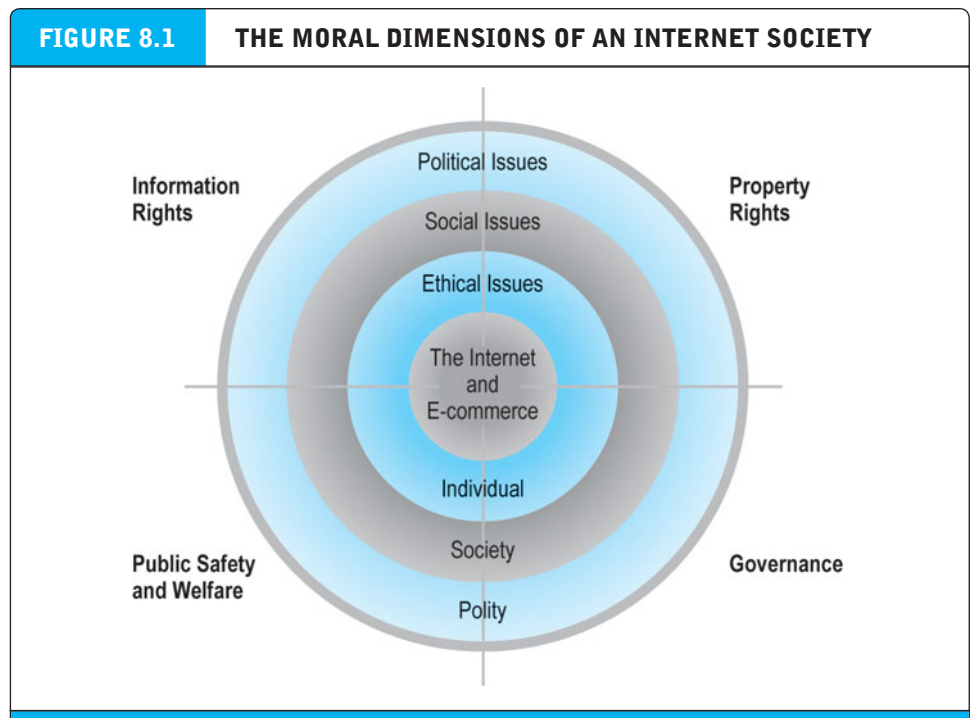 FIGURE 8.1 THE MORAL DIMENSIONS OF AN INTERNET SOCIETY
Political Issues
Information
Rights
Property
Rights
Social Issues
Ethical Issues
The Internet
and
E-commerce
Individual
Society
Public Safety
and Welfare
Governance
Polity